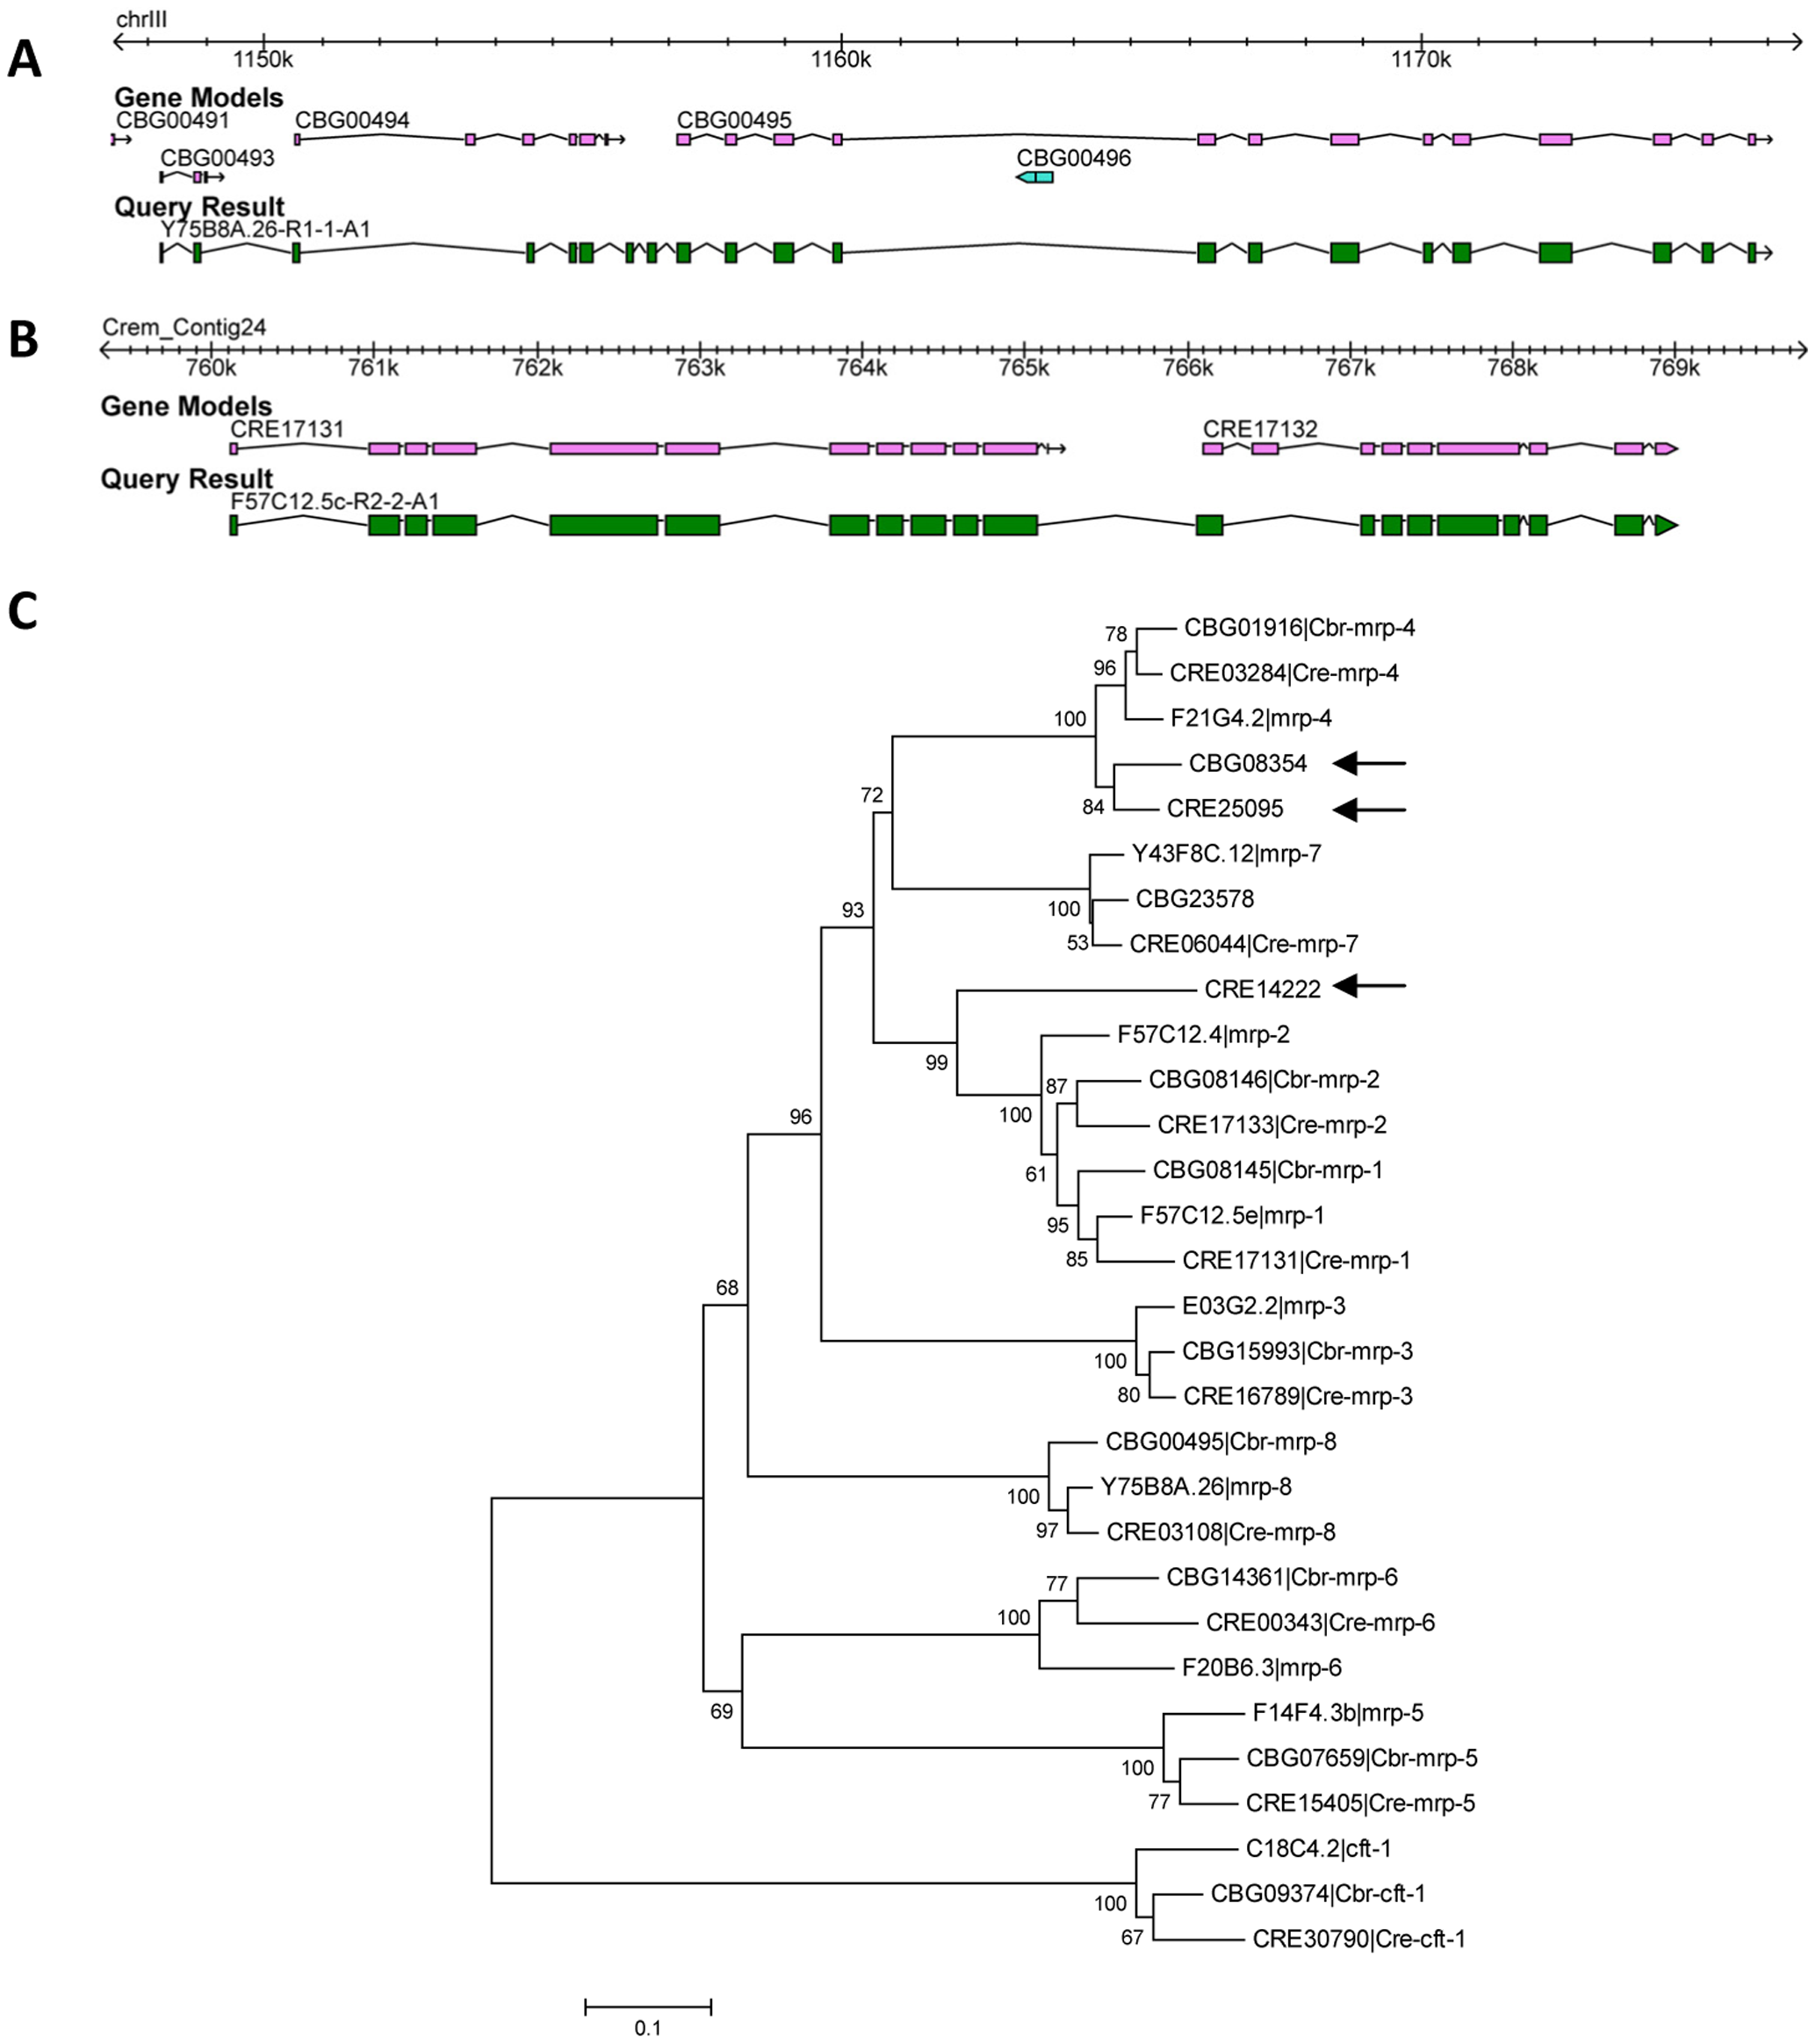 A
chrIII
1150k 1160k 1170k
Gene Models
CBG00491 CBG00494 CBG00495
CBG00493 CBG00496
Query Result
Y75B8A.26-R1-1-A1
B
Crem_Contig24
760k 761k 762k 763k 764k 765k 766k 767k 768k 769k
Gene Models
CRE17131 CRE17132
Query Result
F57C12.5c-R2-2-A1
C
78 CBG01916|Cbr-mrp-4
96 CRE03284|Cre-mrp-4
100 F21G4.2|mrp-4
CBG08354
72 84 CRE25095
Y43F8C.12|mrp-7
93 100 CBG23578
53 CRE06044|Cre-mrp-7
CRE14222
99 F57C12.4|mrp-2
87 CBG08146|Cbr-mrp-2
96 100 CRE17133|Cre-mrp-2
61 CBG08145|Cbr-mrp-1
95 F57C12.5e|mrp-1
85 CRE17131|Cre-mrp-1
68 E03G2.2|mrp-3
100 CBG15993|Cbr-mrp-3
80 CRE16789|Cre-mrp-3
CBG00495|Cbr-mrp-8
100 Y75B8A.26|mrp-8
97 CRE03108|Cre-mrp-8
77 CBG14361|Cbr-mrp-6
100 CRE00343|Cre-mrp-6
F20B6.3|mrp-6
69 F14F4.3b|mrp-5
100 CBG07659|Cbr-mrp-5
77 CRE15405|Cre-mrp-5
C18C4.2|cft-1
100 CBG09374|Cbr-cft-1
67 CRE30790|Cre-cft-1
0.1